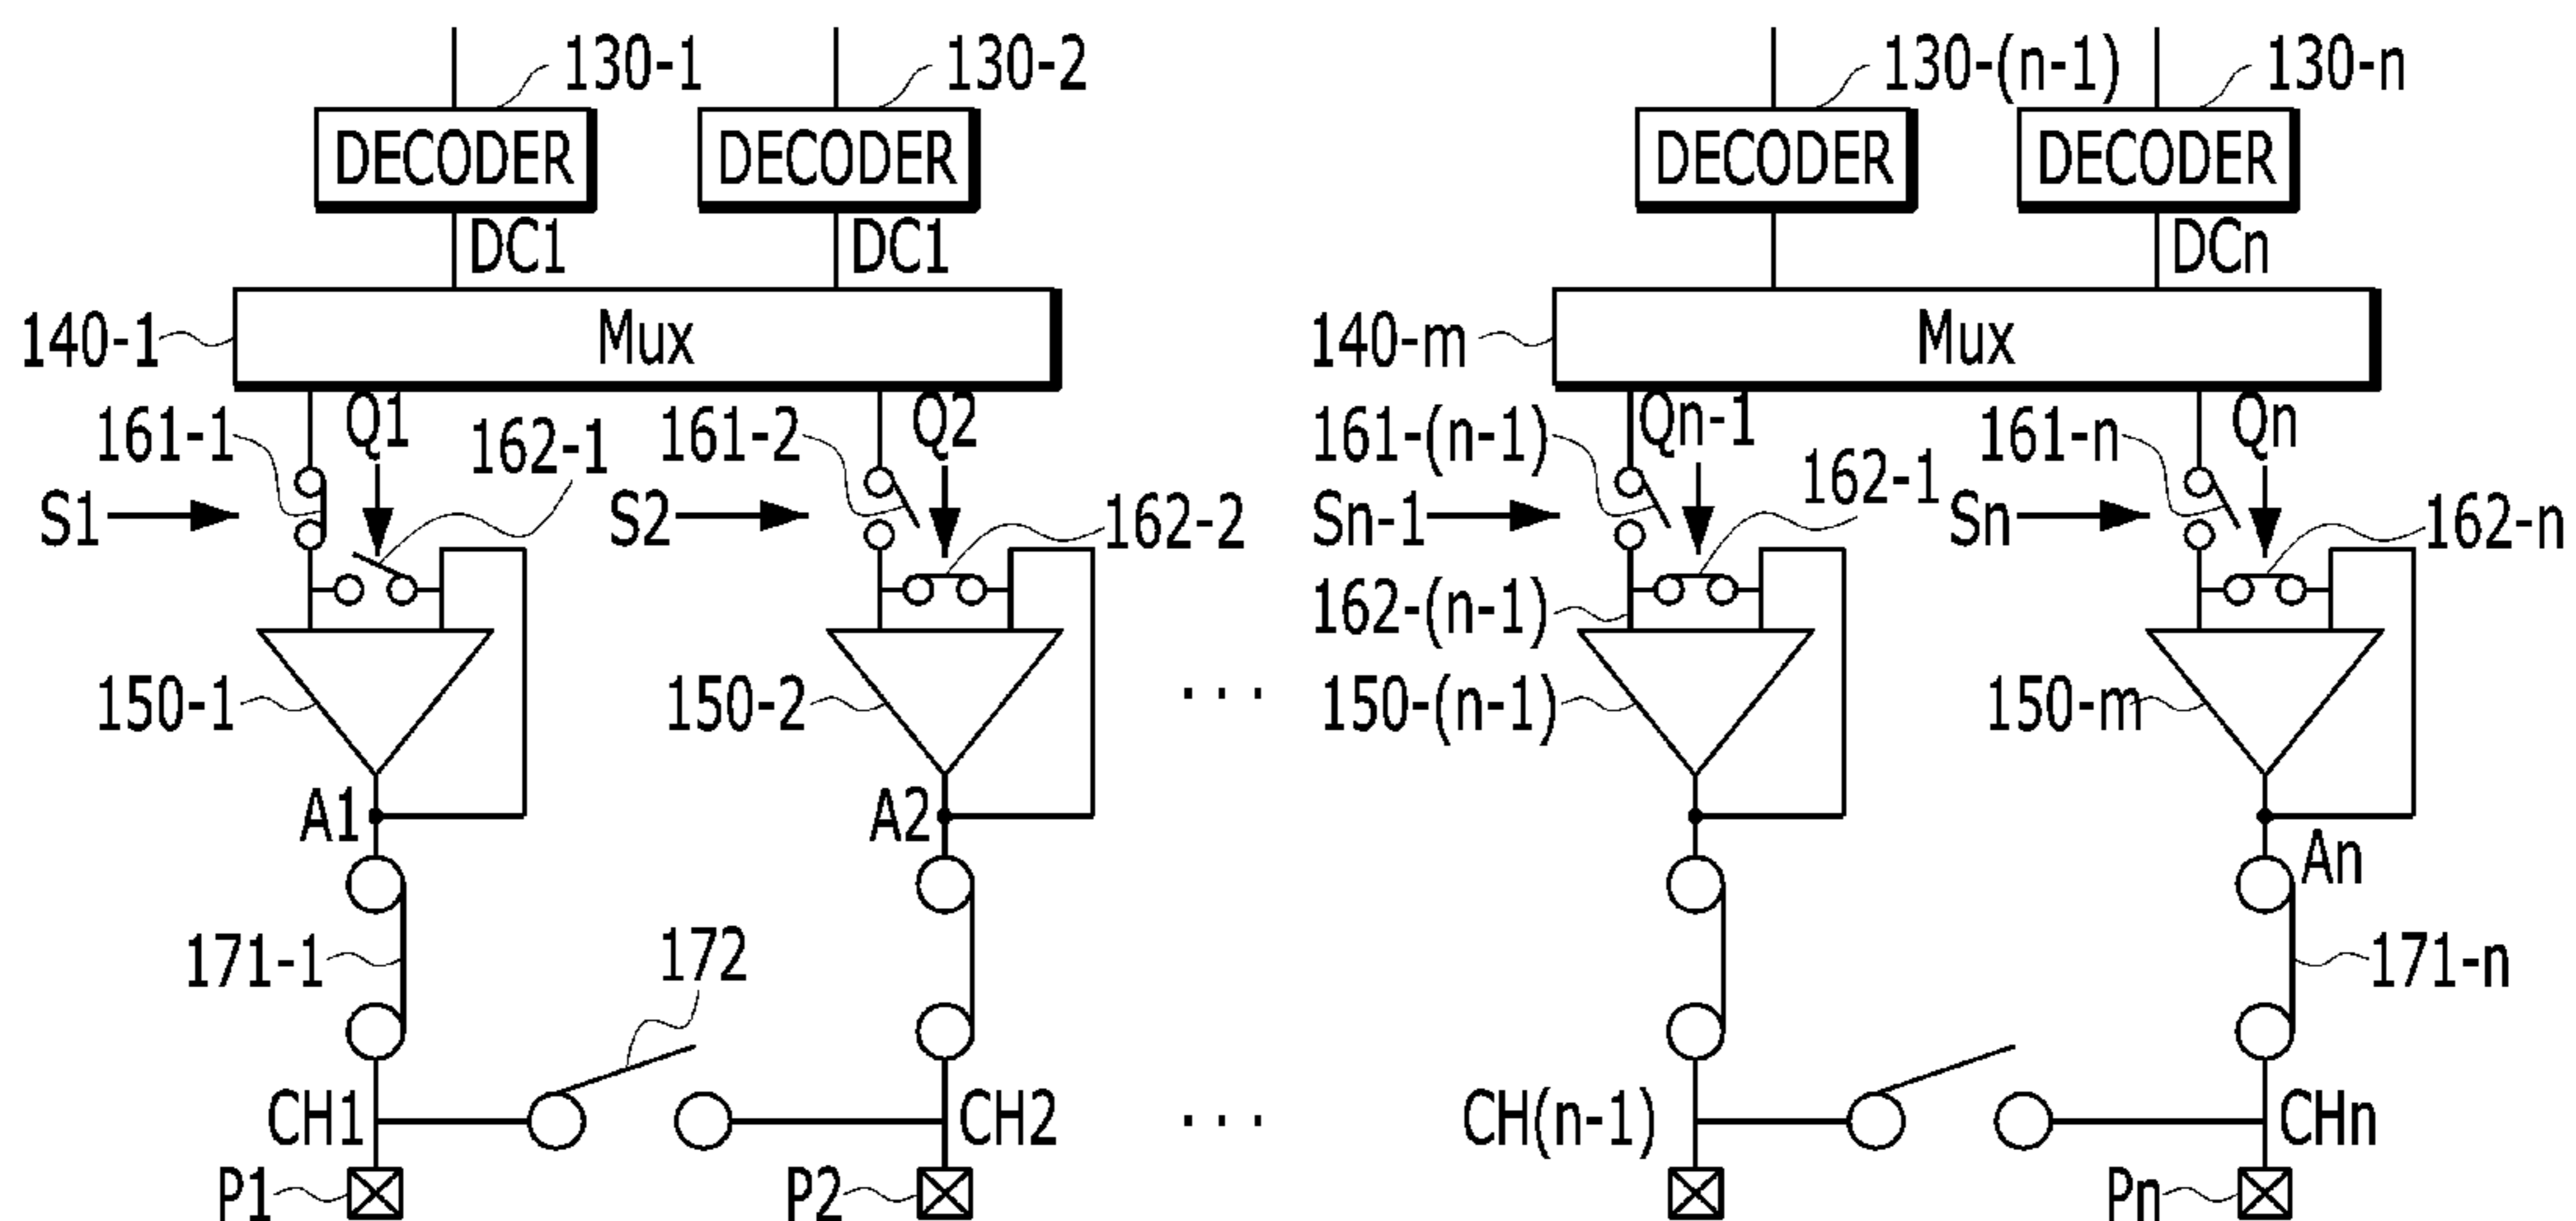 130-1 130-2 130-(n-1) 130-n
DECODER DECODER DECODER DECODER
DC1 DC1 DCn
140-1 Mux 140-m Mux
161-1 Q1 162-1 161-2 Q2 161-(n-1) Qn-1 162-1 161-n Qn
S1 S2 162-2 Sn-1 Sn 162-n
162-(n-1)
150-1 150-2 ... 150-(n-1) 150-m
A1 A2 An
171-1 172 171-n
CH1 CH2 ... CH(n-1) CHn
P1 P2 Pn